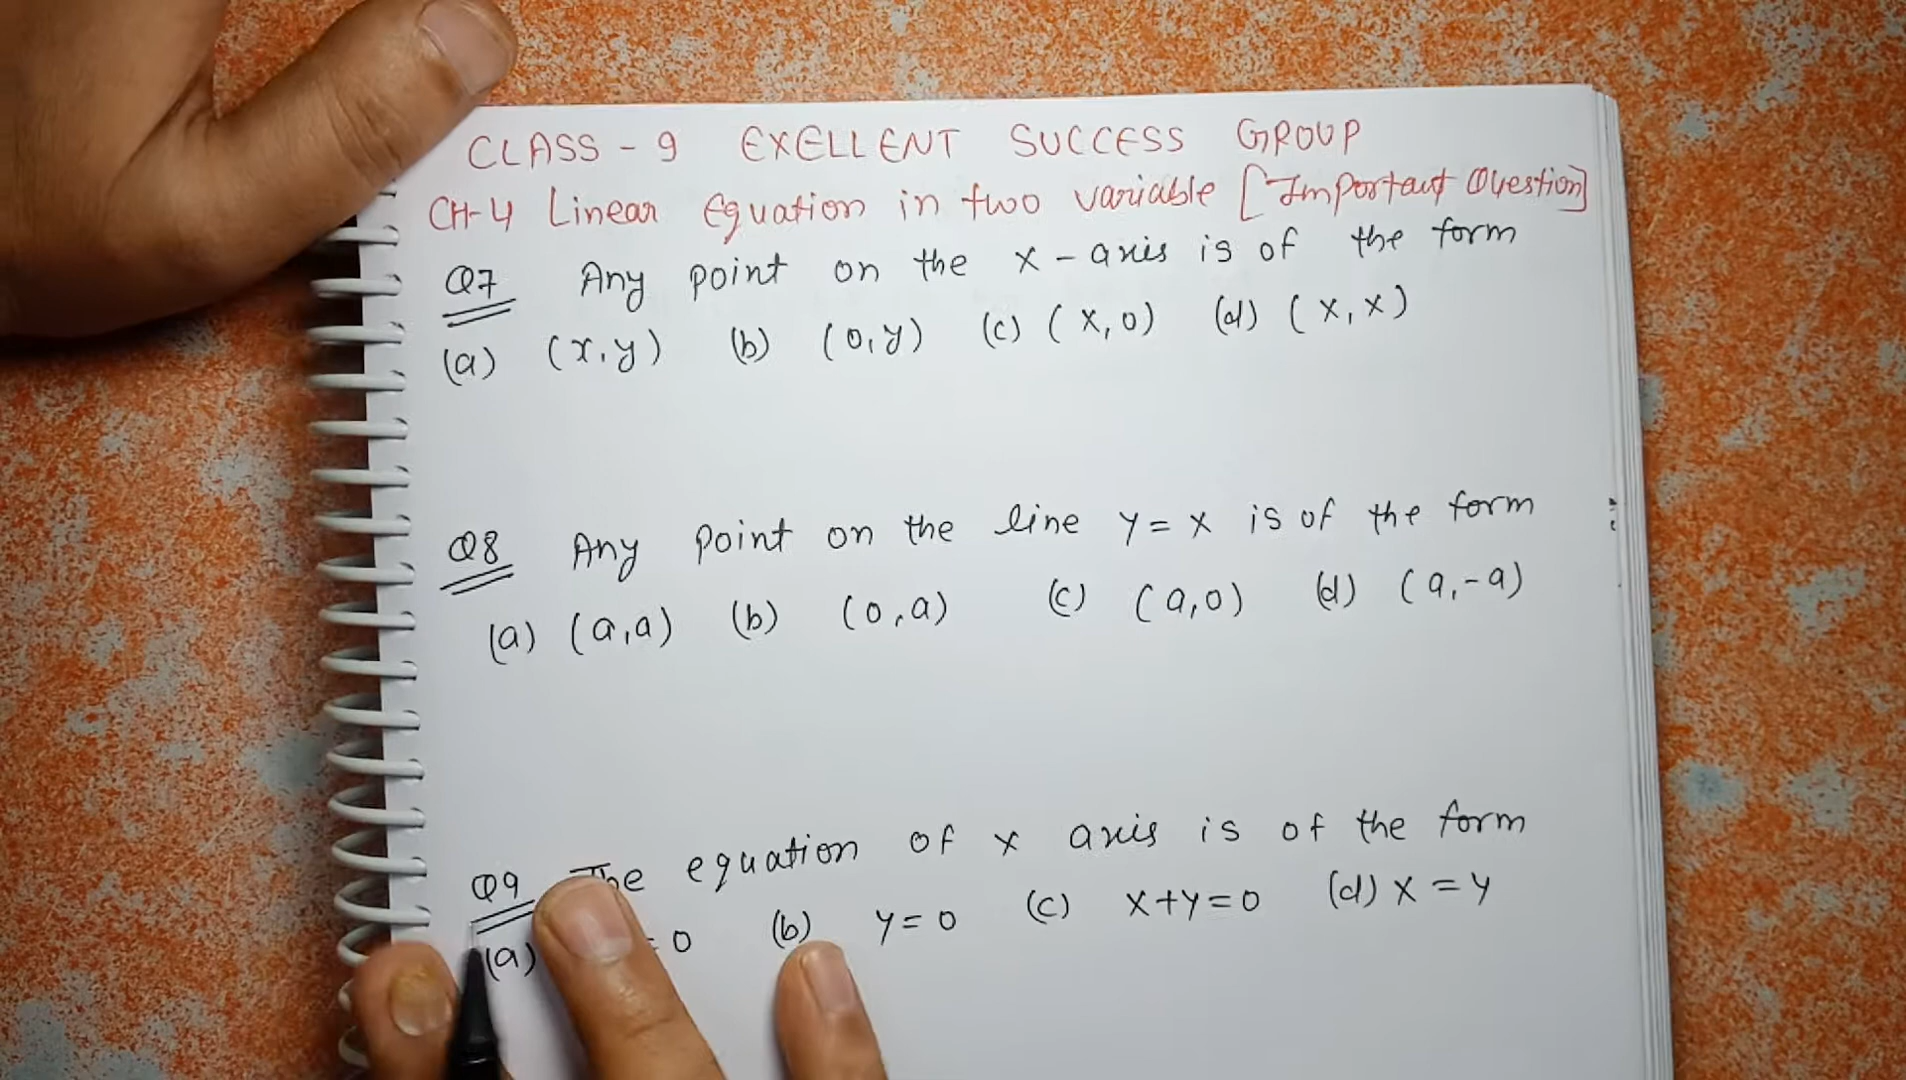 CLASS - 9 EXELLENT SUCCESS GROUP
CH-4 Linear Equation in two variable [Important Question]
Q7 Any point on the x-axis is of the form
(a) (x,y) (b) (0,y) (c) (x,0) (d) (x,x)
Q8 Any point on the line y = x is of the form
(a) (a,a) (b) (0,a) (c) (a,0) (d) (a,-a)
Q9 The equation of x axis is of the form
(a) = 0 (b) y = 0 (c) x+y=0 (d) x = y